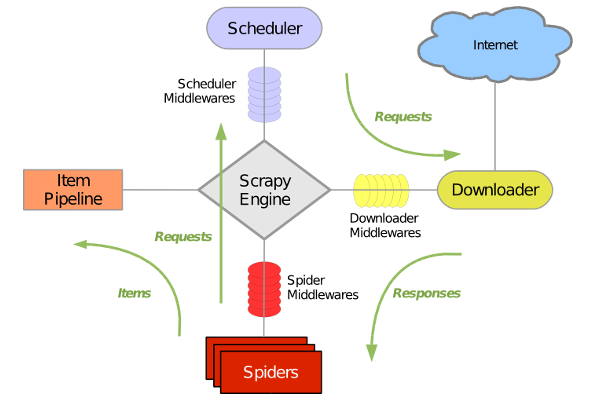 Scheduler
Internet
Scheduler
Middlewares
Requests
Item
Pipeline
Scrapy
Engine
Downloader
Downloader
Middlewares
Requests
Spider
Middlewares
Items
Responses
Spiders